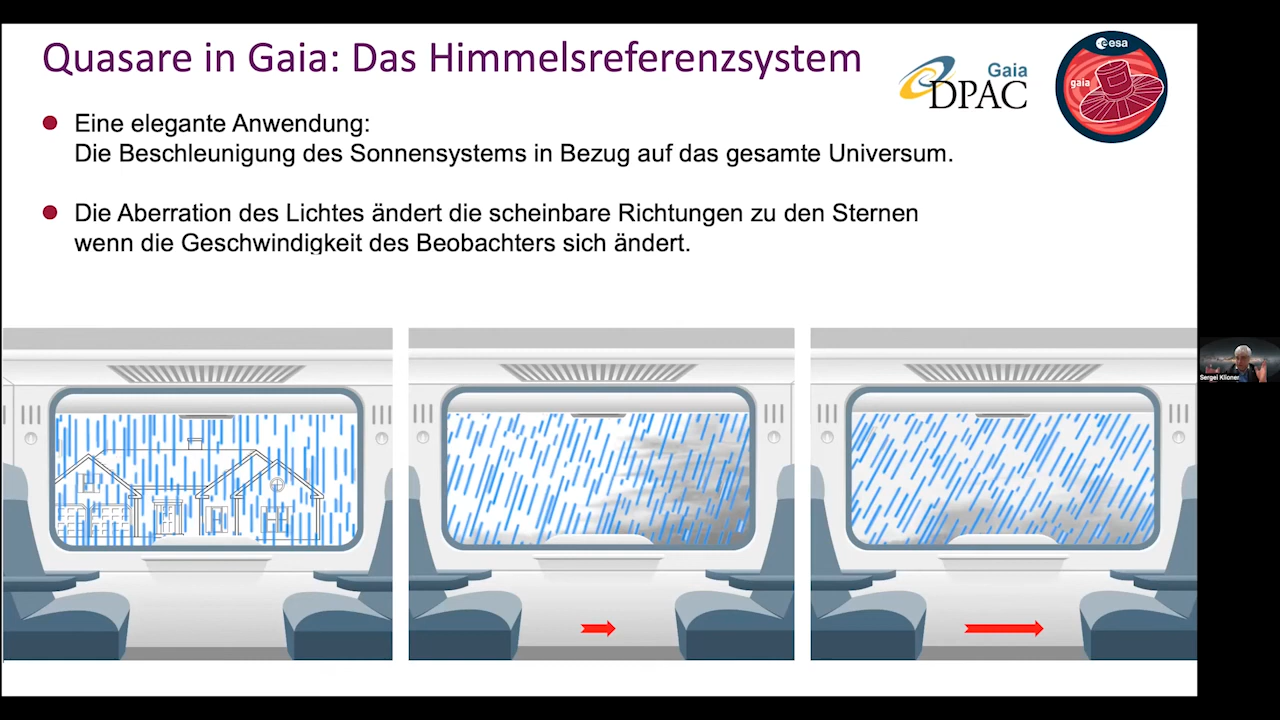 Quasare in Gaia: Das Himmelsreferenzsystem
Gaia
DPAC
esa
gaia
Eine elegante Anwendung:
Die Beschleunigung des Sonnensystems in Bezug auf das gesamte Universum.
Die Aberration des Lichtes ändert die scheinbare Richtungen zu den Sternen
wenn die Geschwindigkeit des Beobachters sich ändert.
Sergei Klioner